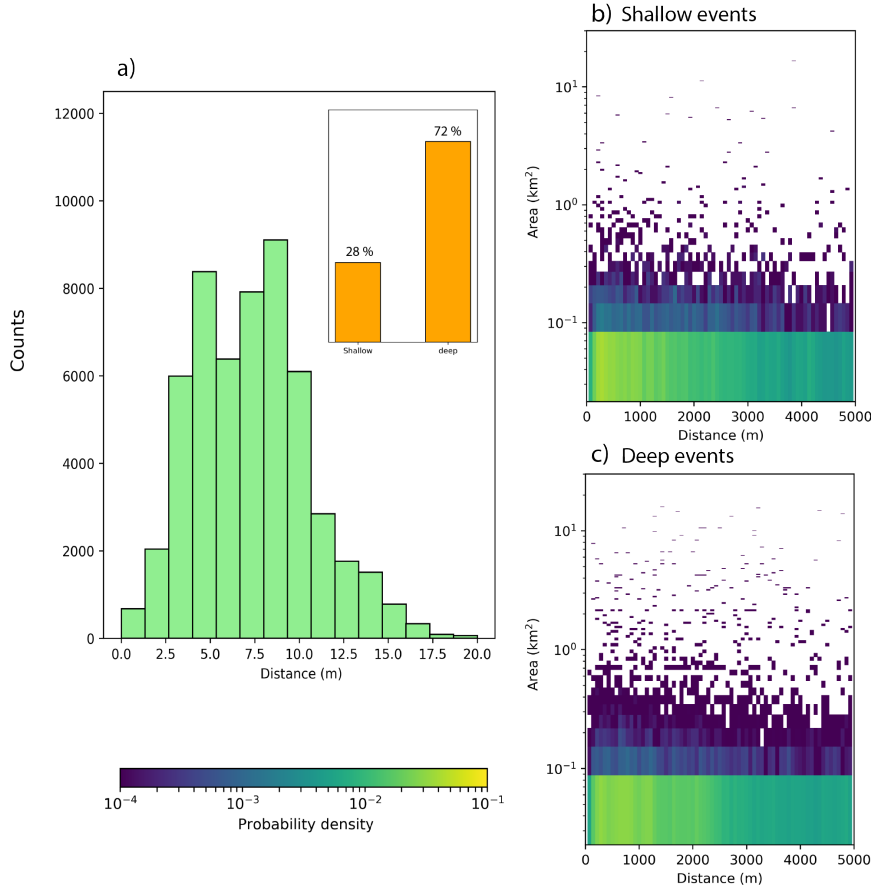 a)
12000
10000
8000
6000
4000
2000
0
Counts
0.0 2.5 5.0 7.5 10.0 12.5 15.0 17.5 20.0
Distance (m)
72 %
28 %
Shallow deep
10⁻⁴ 10⁻³ 10⁻² 10⁻¹
Probability density
b) Shallow events
10¹
10⁰
10⁻¹
Area (km²)
0 1000 2000 3000 4000 5000
Distance (m)
c) Deep events
10¹
10⁰
10⁻¹
Area (km²)
0 1000 2000 3000 4000 5000
Distance (m)